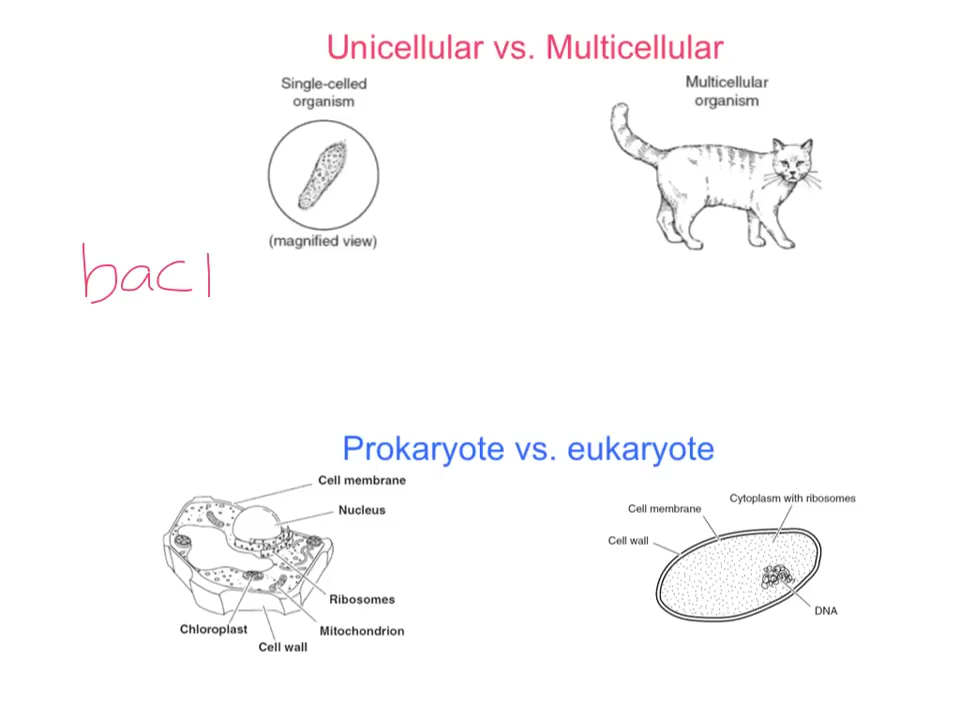 Unicellular vs. Multicellular
Single-celled
organism
Multicellular
organism
(magnified view)
bacl
Prokaryote vs. eukaryote
Cell membrane
Nucleus
Ribosomes
Mitochondrion
Chloroplast
Cell wall
Cytoplasm with ribosomes
Cell membrane
Cell wall
DNA